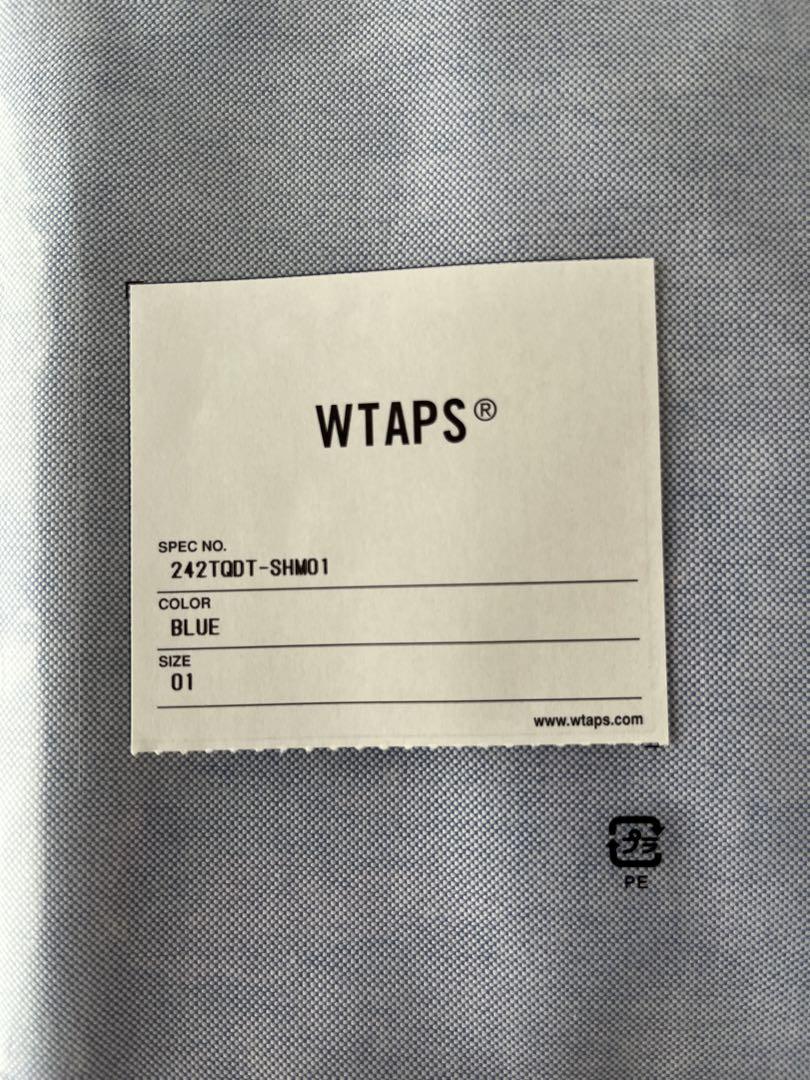 WTAPS®
SPEC NO.
242TQDT-SHM01
COLOR
BLUE
SIZE
01
www.wtaps.com
プラ
PE